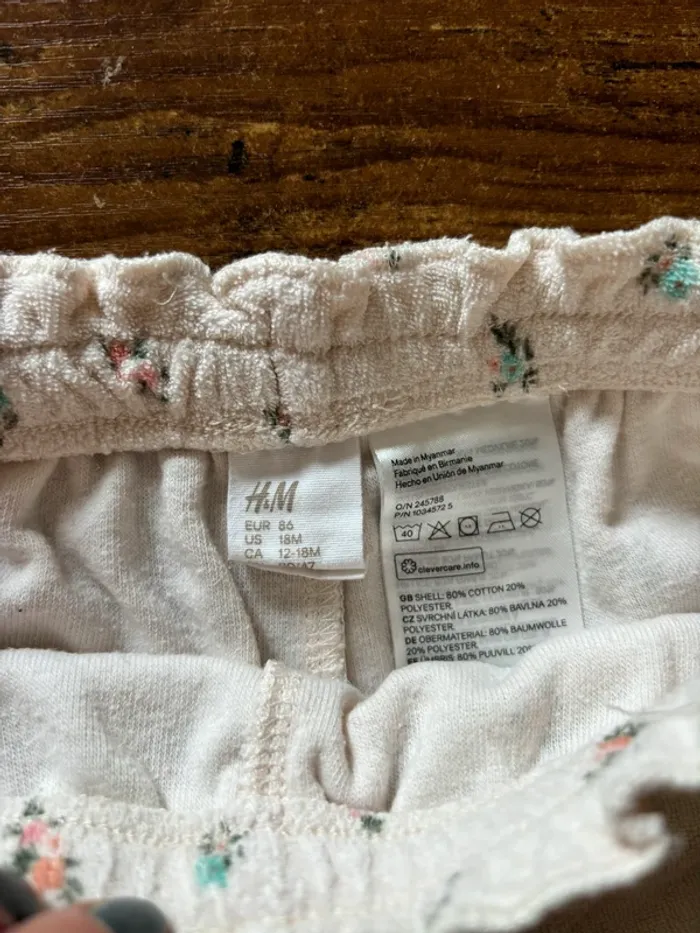 H&M
EUR 86
US 18M
CA 12-18M
Made in Myanmar
Fabriqué en Birmanie
Hecho en Unión de Myanmar
O/N 245788
P/N 1034572 5
40
clevercare.info
GB SHELL: 80% COTTON 20%
POLYESTER.
CZ SVRCHNÍ LÁTKA: 80% BAVLNA 20%
POLYESTER.
DE OBERMATERIAL: 80% BAUMWOLLE
20% POLYESTER.
ÜMBRIS: 80% PUUVILL 20%